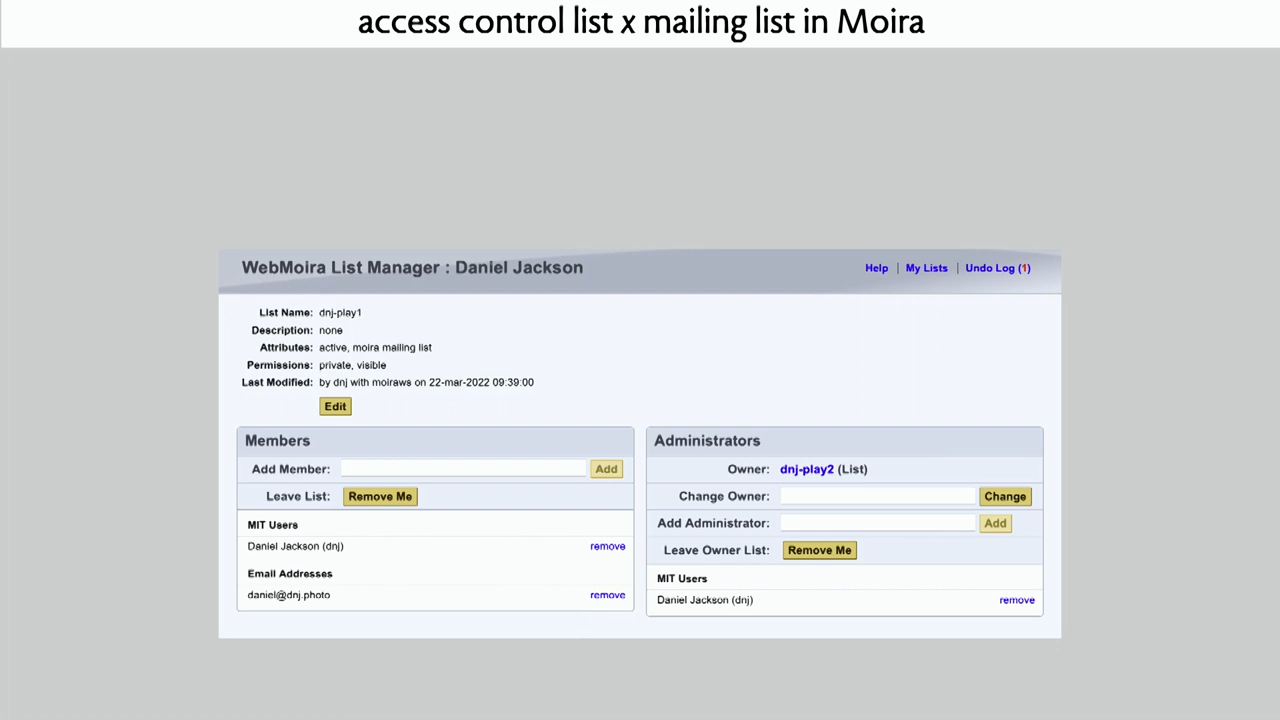 access control list x mailing list in Moira
WebMoira List Manager : Daniel Jackson
Help | My Lists | Undo Log (1)
List Name: dnj-play1
Description: none
Attributes: active, moira mailing list
Permissions: private, visible
Last Modified: by dnj with moiraws on 22-mar-2022 09:39:00
Edit
Members
Add Member: Add
Leave List: Remove Me
MIT Users
Daniel Jackson (dnj) remove
Email Addresses
daniel@dnj.photo remove
Administrators
Owner: dnj-play2 (List)
Change Owner: Change
Add Administrator: Add
Leave Owner List: Remove Me
MIT Users
Daniel Jackson (dnj) remove